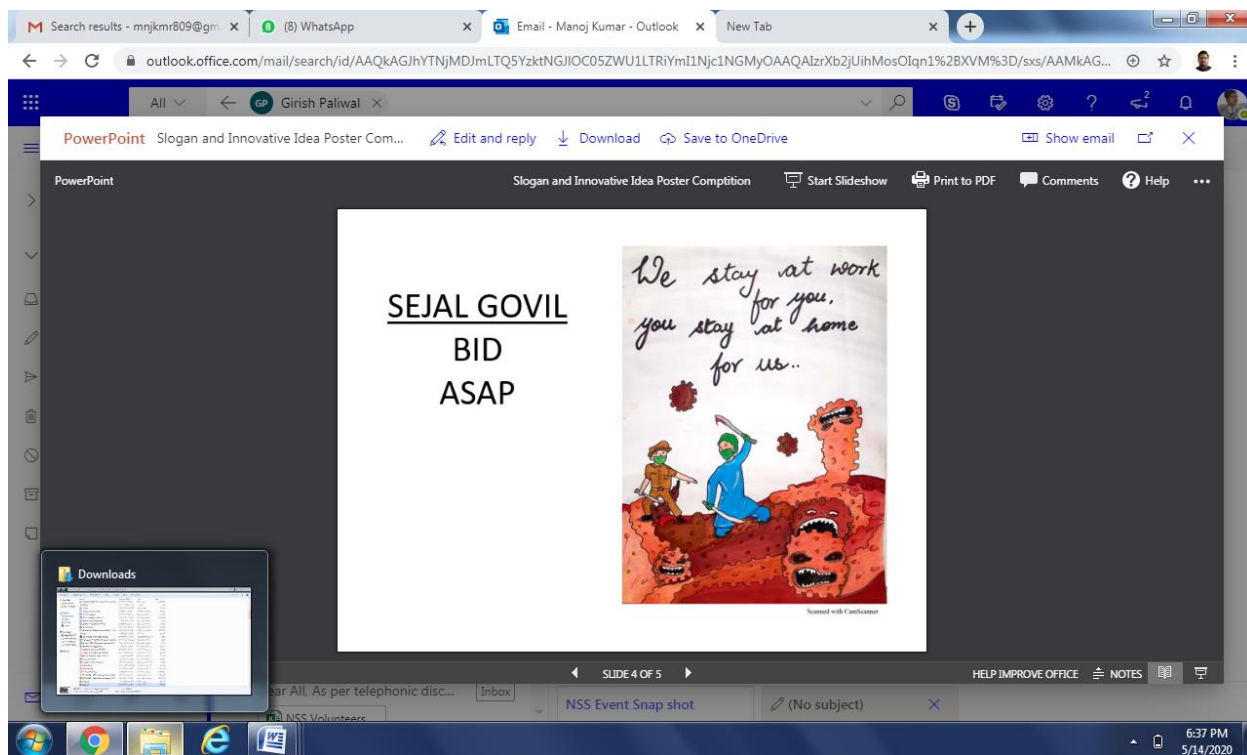 Search results - mnjkmr809@gm
(8) WhatsApp
Email - Manoj Kumar - Outlook
New Tab
outlook.office.com/mail/search/id/AAQkAGJhYTNjMDJmLTQ5YzktNGJlOC05ZWU1LTRiYmI1Njc1NGMyOAAQAIzrXb2jUihMosOIqn1%2BXVM%3D/sxs/AAMkAG...
All
GP Girish Paliwal
2
PowerPoint Slogan and Innovative Idea Poster Com... Edit and reply Download Save to OneDrive Show email
PowerPoint Slogan and Innovative Idea Poster Comptition Start Slideshow Print to PDF Comments Help
SEJAL GOVIL
BID
ASAP
We stay at work
for you,
you stay at home
for us..
Scanned with CamScanner
Downloads
SLIDE 4 OF 5 HELP IMPROVE OFFICE NOTES
ear All, As per telephonic disc... Inbox
NSS Volunteers
NSS Event Snap shot
(No subject)
6:37 PM
5/14/2020